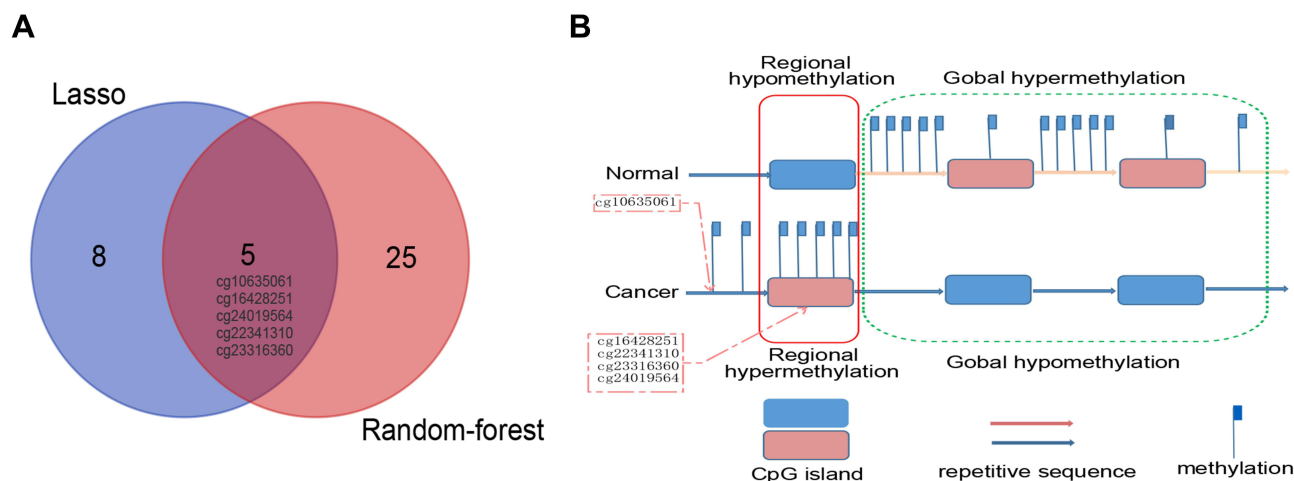 A
Lasso
8
5
25
cg10635061
cg16428251
cg24019564
cg22341310
cg23316360
Random-forest
B
Regional
hypomethylation
Gobal hypermethylation
Normal
cg10635061
Cancer
cg16428251
cg22341310
cg23316360
cg24019564
Regional
hypermethylation
Gobal hypomethylation
CpG island
repetitive sequence
methylation